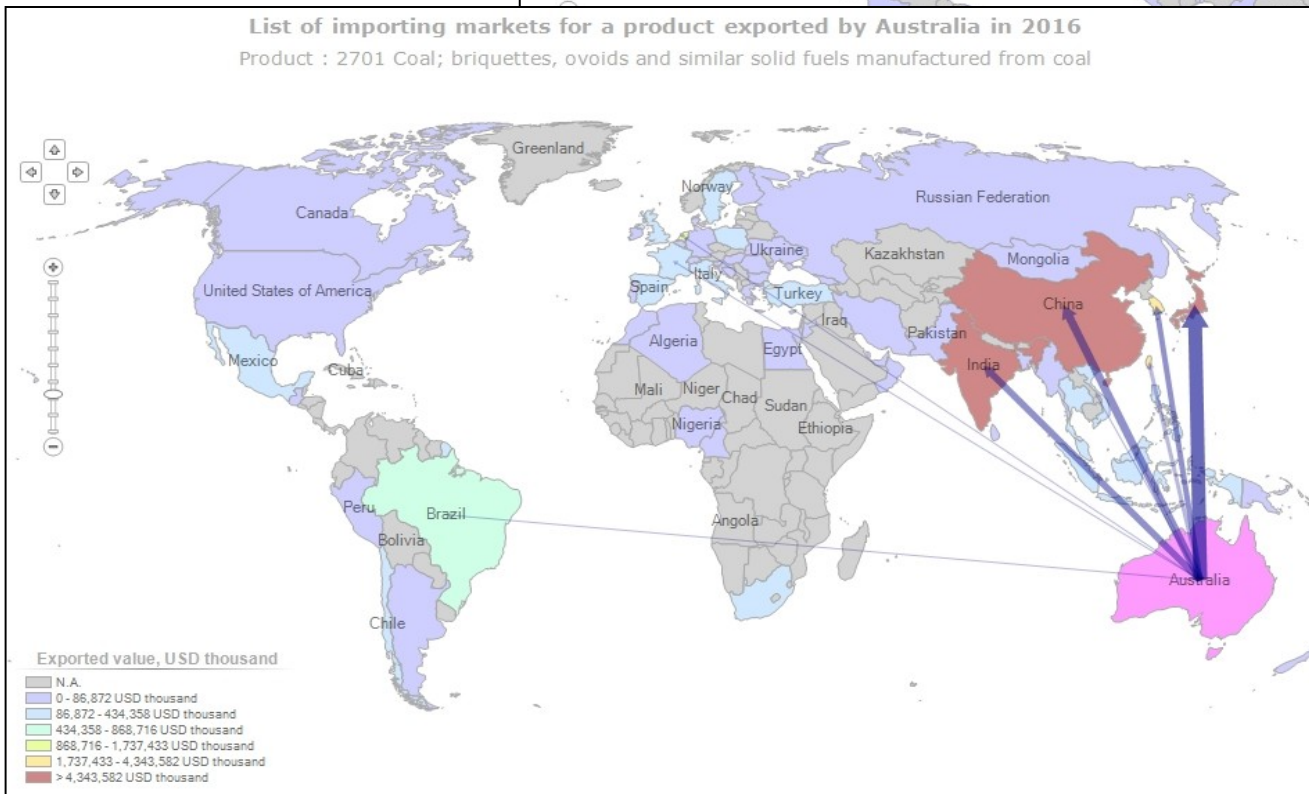 List of importing markets for a product exported by Australia in 2016
Product : 2701 Coal; briquettes, ovoids and similar solid fuels manufactured from coal
Greenland
Norway
Canada
Russian Federation
Ukraine
Kazakhstan
Mongolia
Italy
United States of America
Spain
Turkey
China
Iraq
Pakistan
Algeria
Egypt
Mexico
Cuba
India
Mali
Niger
Chad
Sudan
Nigeria
Ethiopia
Peru
Brazil
Angola
Bolivia
Australia
Chile
Exported value, USD thousand
N.A.
0 - 86,872 USD thousand
86,872 - 434,358 USD thousand
434,358 - 868,716 USD thousand
868,716 - 1,737,433 USD thousand
1,737,433 - 4,343,582 USD thousand
> 4,343,582 USD thousand